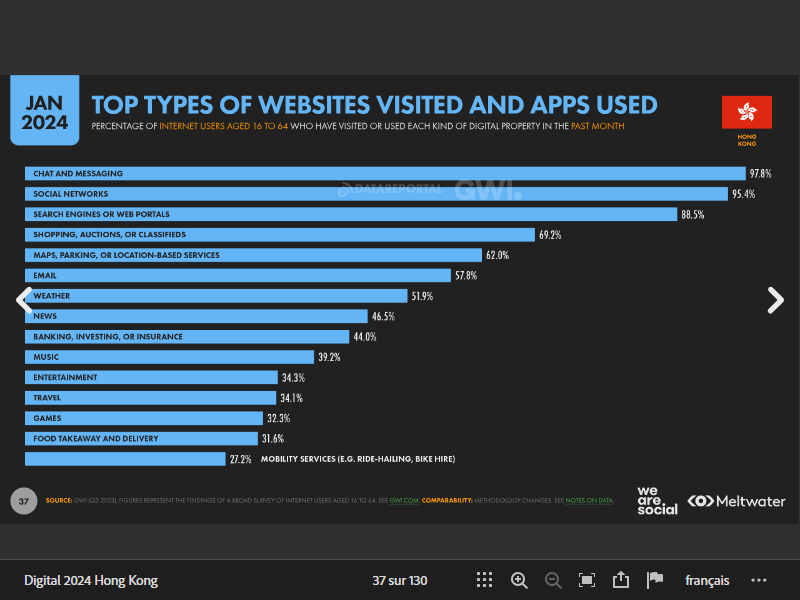 JAN
2024
TOP TYPES OF WEBSITES VISITED AND APPS USED
PERCENTAGE OF INTERNET USERS AGED 16 TO 64 WHO HAVE VISITED OR USED EACH KIND OF DIGITAL PROPERTY IN THE PAST MONTH
HONG
KONG
CHAT AND MESSAGING 97.8%
DATAREPORTAL GWI.
SOCIAL NETWORKS 95.4%
SEARCH ENGINES OR WEB PORTALS 88.5%
SHOPPING, AUCTIONS, OR CLASSIFIEDS 69.2%
MAPS, PARKING, OR LOCATION-BASED SERVICES 62.0%
EMAIL 57.8%
WEATHER 51.9%
NEWS 46.5%
BANKING, INVESTING, OR INSURANCE 44.0%
MUSIC 39.2%
ENTERTAINMENT 34.3%
TRAVEL 34.1%
GAMES 32.3%
FOOD TAKEAWAY AND DELIVERY 31.6%
27.2% MOBILITY SERVICES (E.G. RIDE-HAILING, BIKE HIRE)
37
SOURCE: GWI (Q3 2023). FIGURES REPRESENT THE FINDINGS OF A BROAD SURVEY OF INTERNET USERS AGED 16 TO 64. SEE GWI.COM. COMPARABILITY: METHODOLOGY CHANGES. SEE NOTES ON DATA.
we
are.
social
Meltwater
Digital 2024 Hong Kong
37 sur 130
français